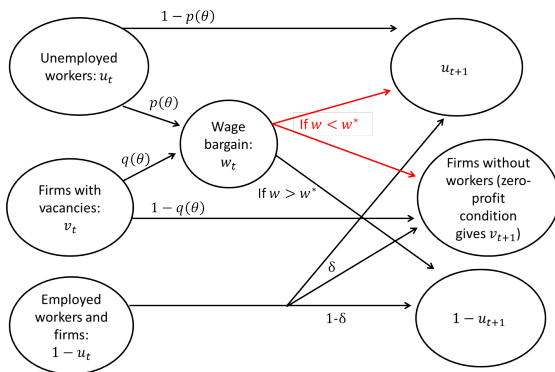 1 − p(θ)
Unemployed
workers: u_t
u_{t+1}
p(θ)
If w < w*
Wage
bargain:
w_t
q(θ)
Firms with
vacancies:
v_t
If w > w*
1 − q(θ)
Firms without
workers (zero-
profit
condition
gives v_{t+1})
δ
Employed
workers and
firms:
1 − u_t
1-δ
1 − u_{t+1}